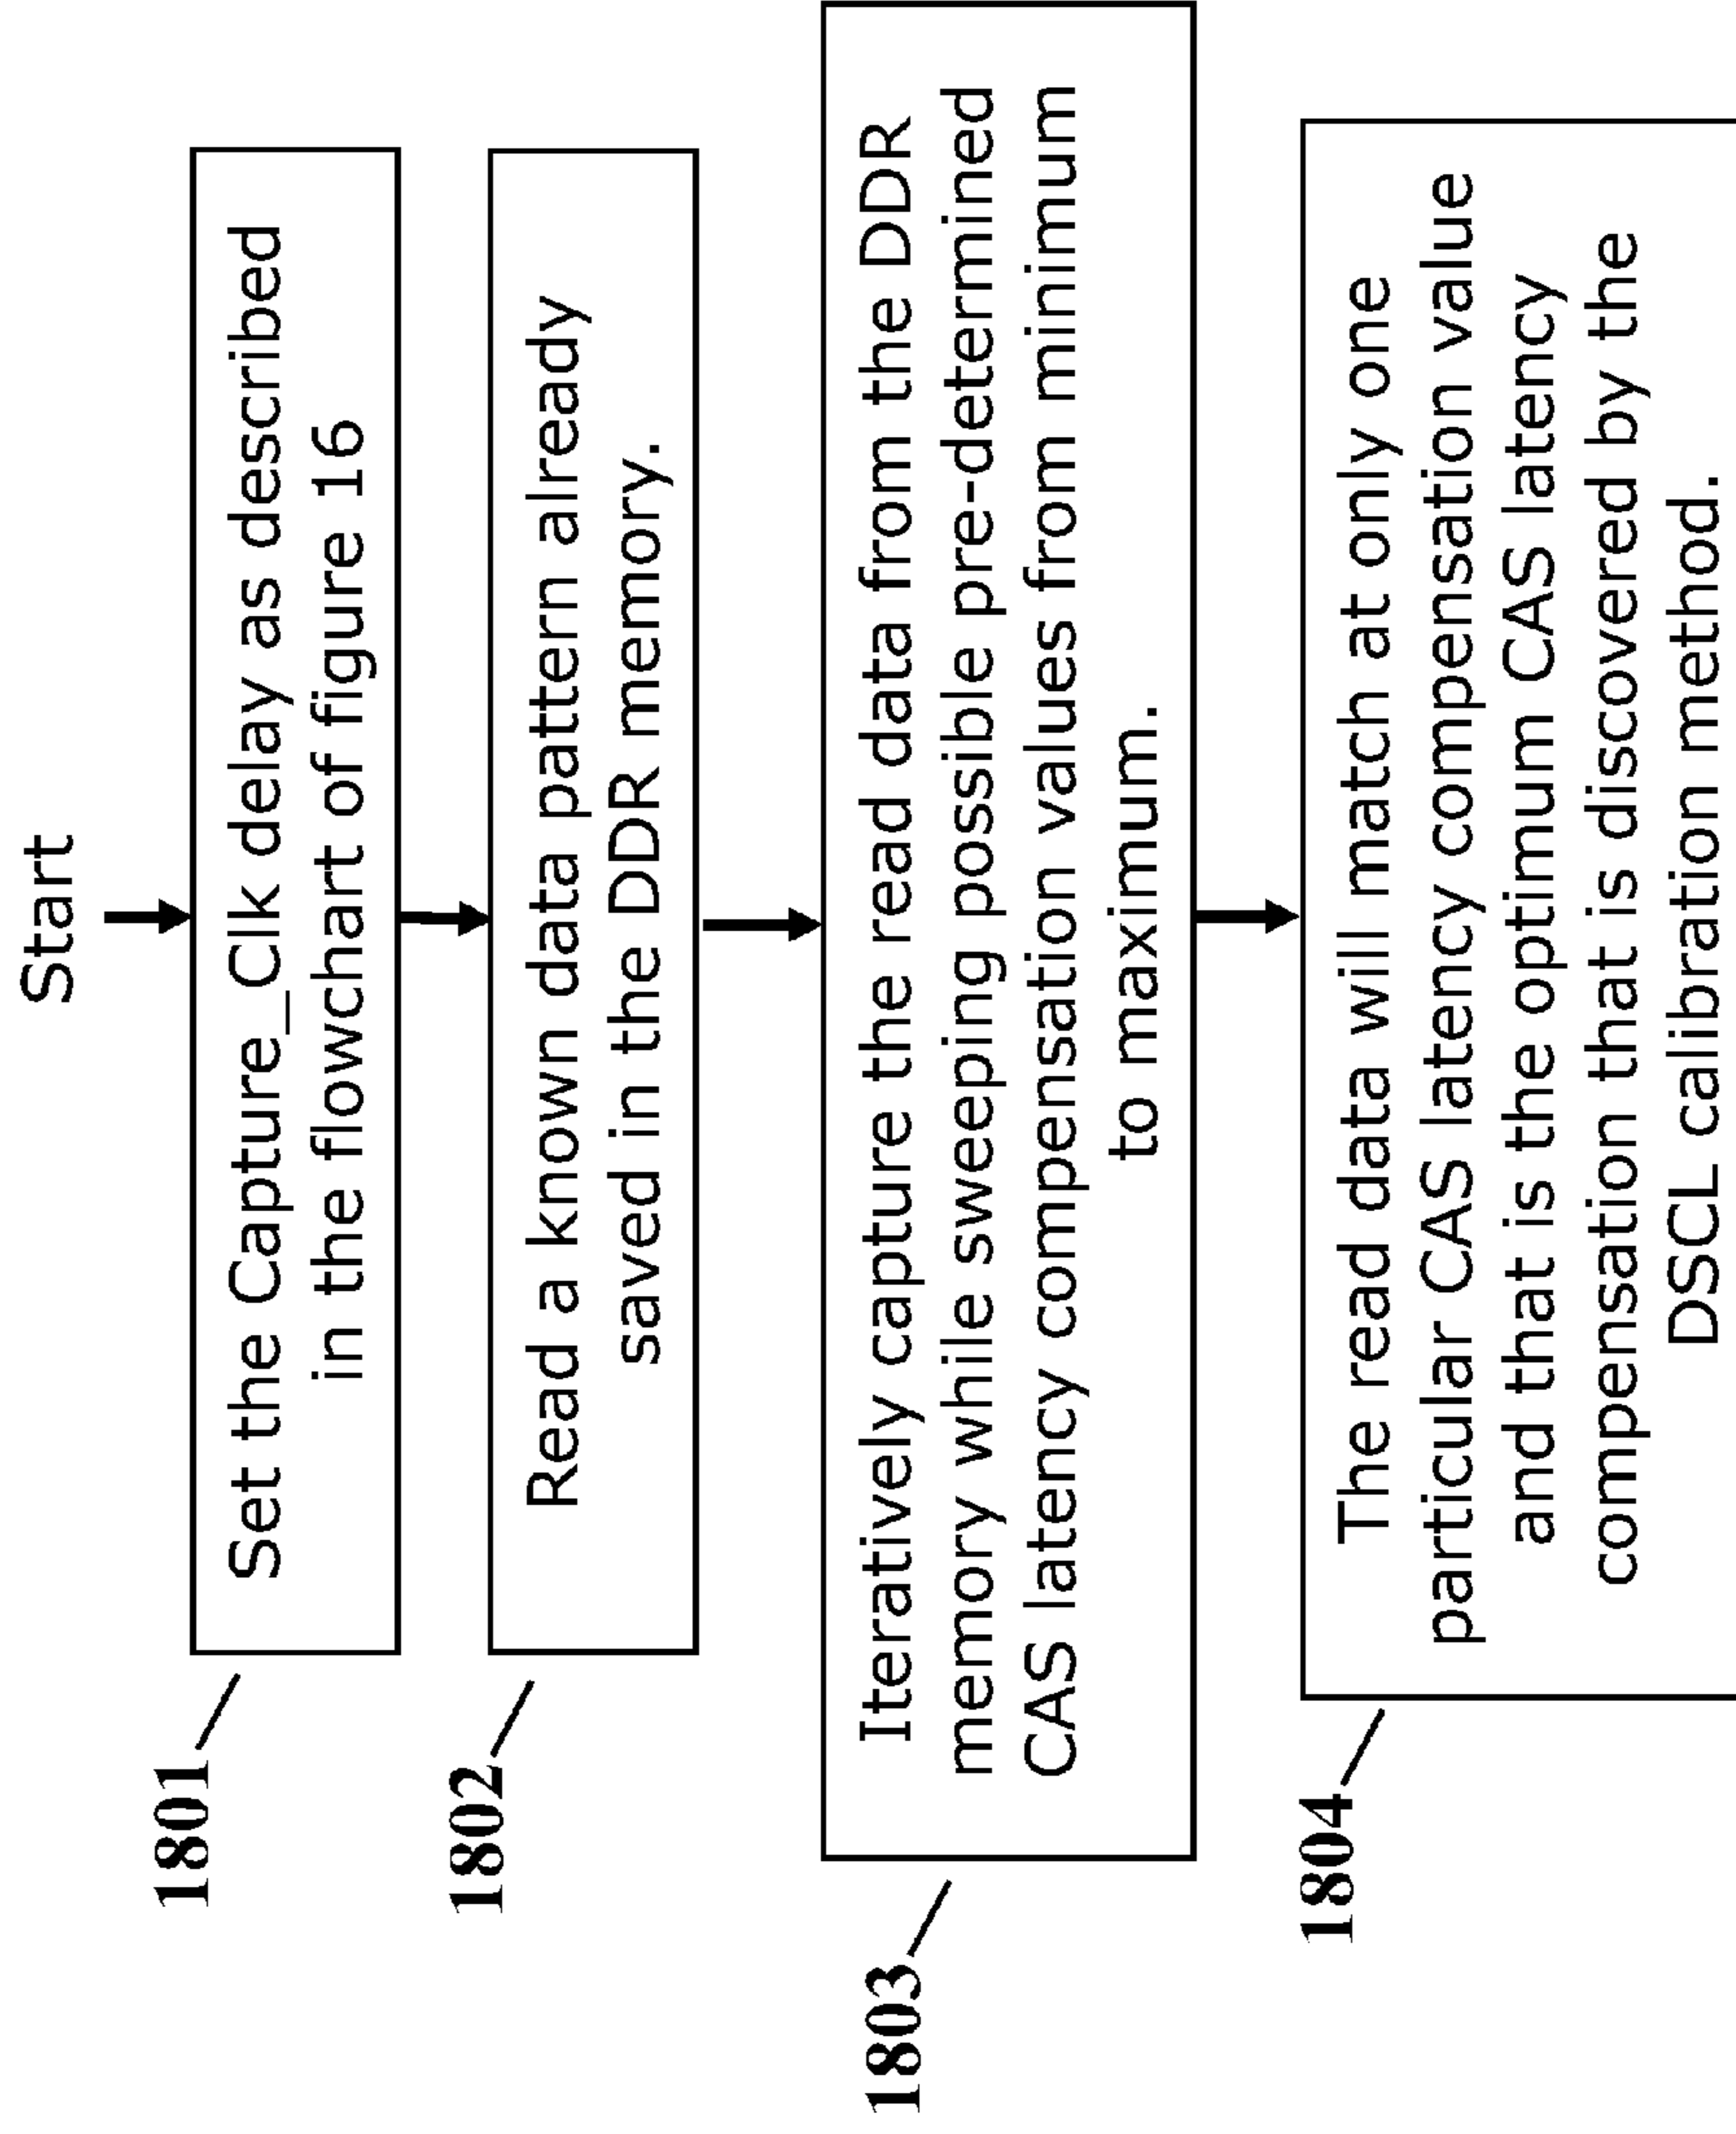 Start
1801
Set the Capture_Clk delay as described
in the flowchart of figure 16
1802
Read a known data pattern already
saved in the DDR memory.
1803
Iteratively capture the read data from the DDR
memory while sweeping possible pre-determined
CAS latency compensation values from minimum
to maximum.
1804
The read data will match at only one
particular CAS latency compensation value
and that is the optimum CAS latency
compensation that is discovered by the
DSCL calibration method.